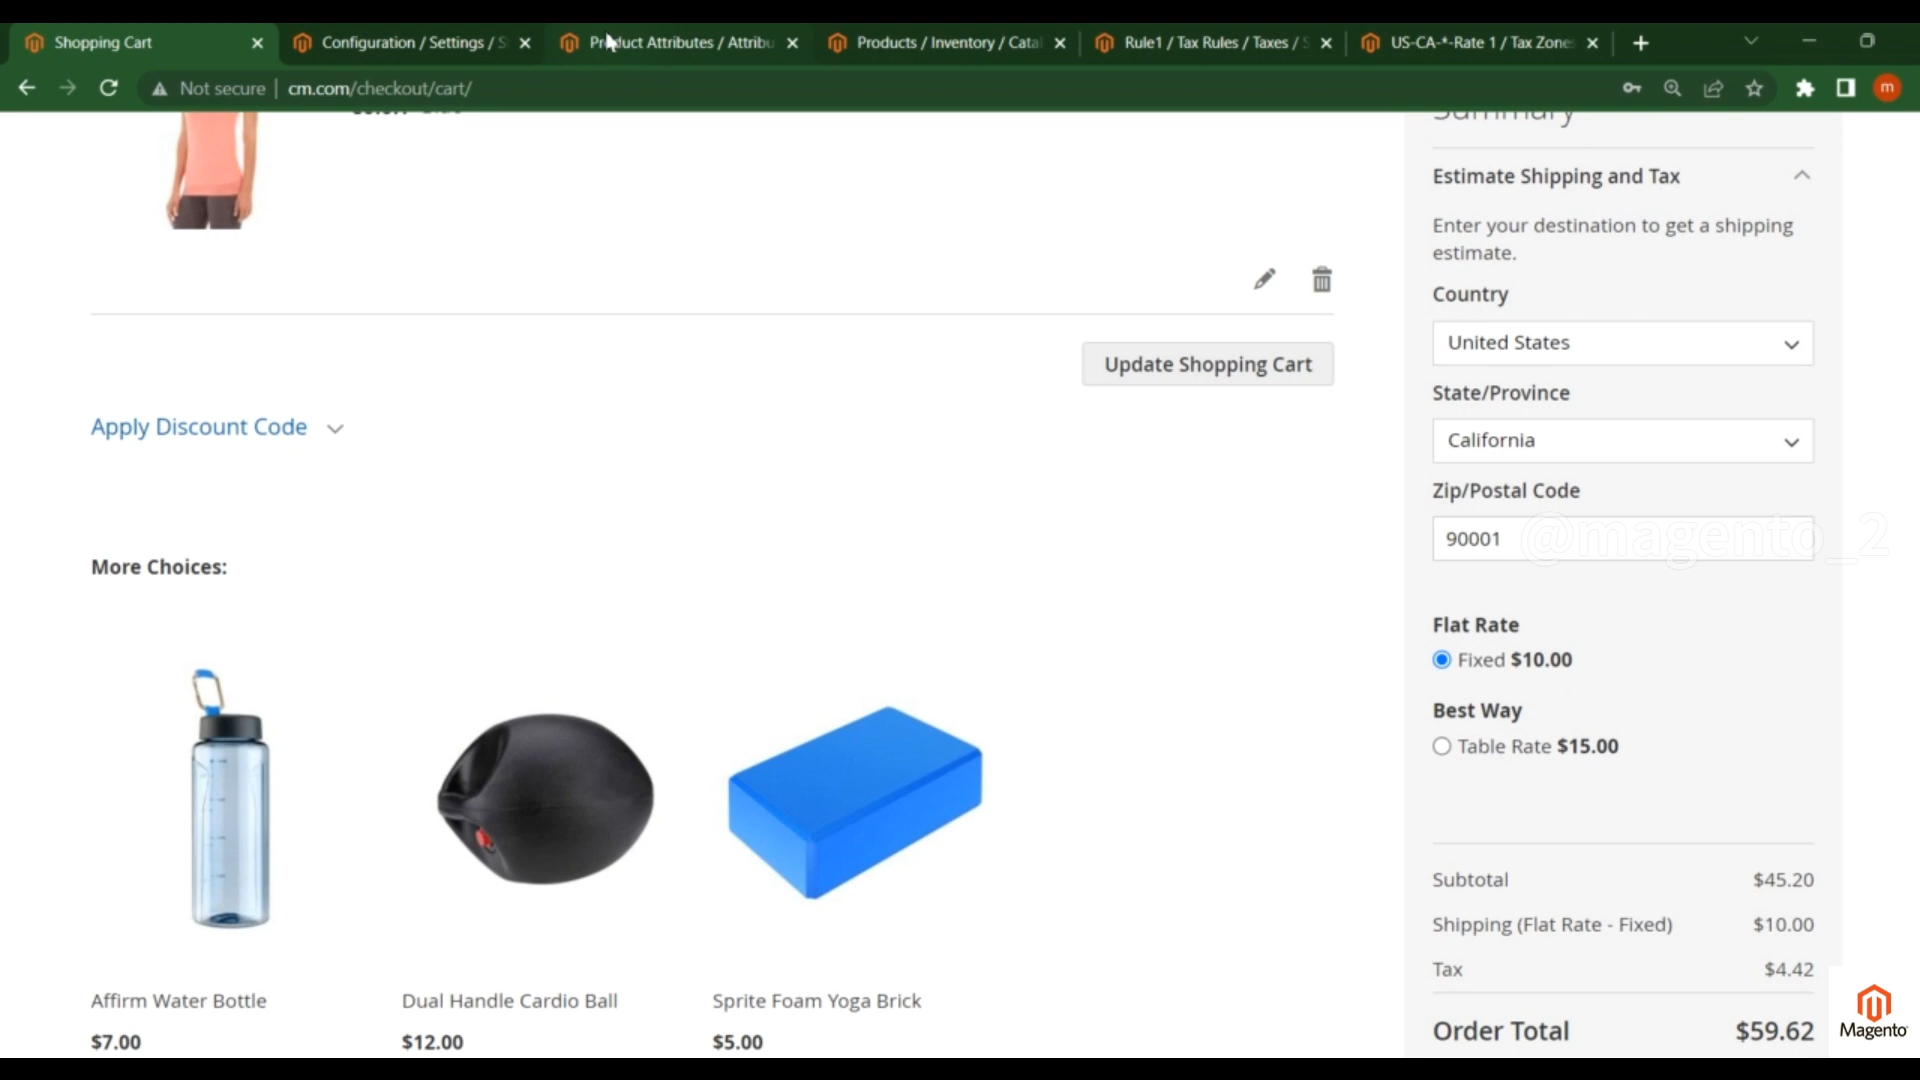 Shopping Cart
Configuration / Settings / S
Product Attributes / Attribu
Products / Inventory / Catal
Rule1 / Tax Rules / Taxes / S
US-CA-*-Rate 1 / Tax Zone
Not secure
cm.com/checkout/cart/
m
Summary
Estimate Shipping and Tax
Enter your destination to get a shipping
estimate.
Country
United States
Update Shopping Cart
State/Province
Apply Discount Code
California
Zip/Postal Code
90001
@magento_2
More Choices:
Flat Rate
Fixed $10.00
Best Way
Table Rate $15.00
Subtotal $45.20
Shipping (Flat Rate - Fixed) $10.00
Tax $4.42
Affirm Water Bottle
Dual Handle Cardio Ball
Sprite Foam Yoga Brick
$7.00
$12.00
$5.00
Order Total $59.62
Magento